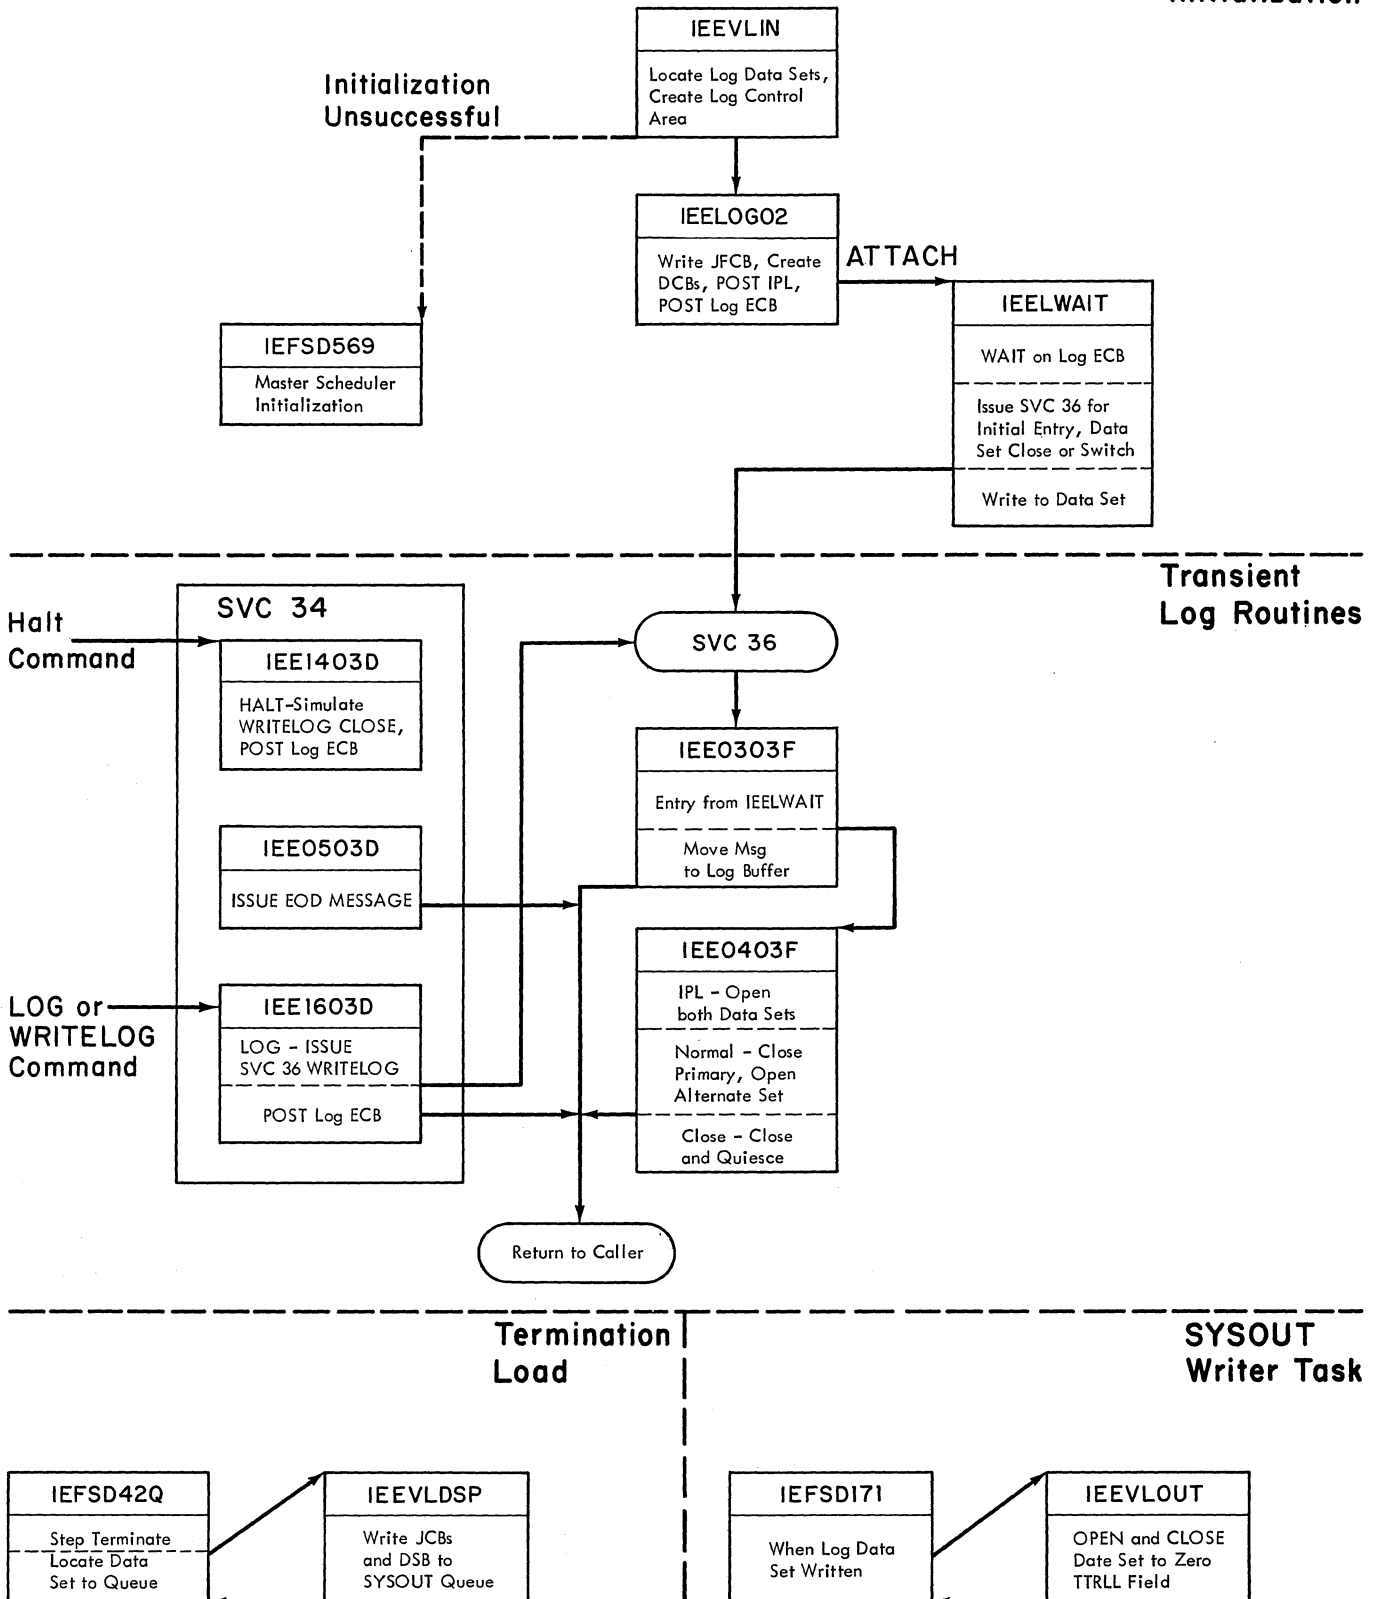 IEEVLIN
Locate Log Data Sets,
Create Log Control
Area
Initialization
Unsuccessful
IEELOG02
Write JFCB, Create
DCBs, POST IPL,
POST Log ECB
ATTACH
IEELWAIT
WAIT on Log ECB
Issue SVC 36 for
Initial Entry, Data
Set Close or Switch
Write to Data Set
IEFSD569
Master Scheduler
Initialization
Transient
Log Routines
SVC 34
Halt
Command
IEE1403D
HALT-Simulate
WRITELOG CLOSE,
POST Log ECB
IEE0503D
ISSUE EOD MESSAGE
LOG or
WRITELOG
Command
IEE1603D
LOG - ISSUE
SVC 36 WRITELOG
POST Log ECB
SVC 36
IEE0303F
Entry from IEELWAIT
Move Msg
to Log Buffer
IEE0403F
IPL - Open
both Data Sets
Normal - Close
Primary, Open
Alternate Set
Close - Close
and Quiesce
Return to Caller
Termination
Load
IEFSD42Q
Step Terminate
Locate Data
Set to Queue
IEEVLDSP
Write JCBs
and DSB to
SYSOUT Queue
SYSOUT
Writer Task
IEFSD171
When Log Data
Set Written
IEEVLOUT
OPEN and CLOSE
Date Set to Zero
TTRLL Field